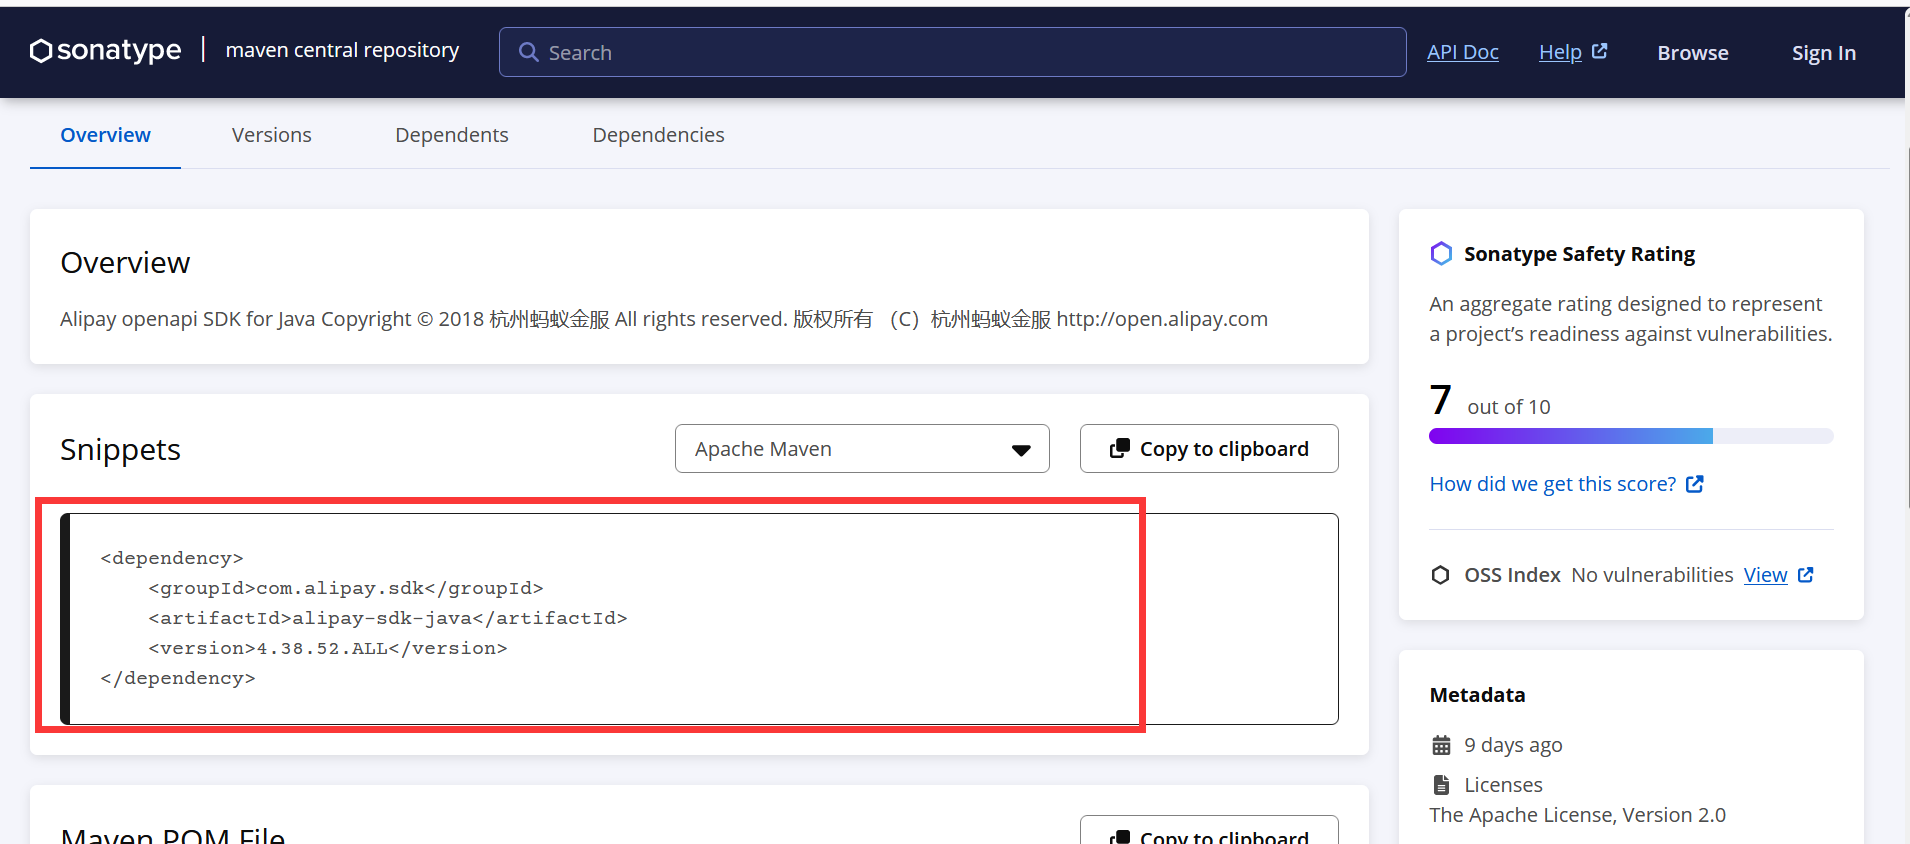 sonatype | maven central repository
Search
API Doc
Help
Browse
Sign In
Overview
Versions
Dependents
Dependencies
Overview
Alipay openapi SDK for Java Copyright © 2018 杭州蚂蚁金服 All rights reserved. 版权所有 （C）杭州蚂蚁金服 http://open.alipay.com
Snippets
Apache Maven
Copy to clipboard
<dependency>
    <groupId>com.alipay.sdk</groupId>
    <artifactId>alipay-sdk-java</artifactId>
    <version>4.38.52.ALL</version>
</dependency>
Maven POM File
Copy to clipboard
Sonatype Safety Rating
An aggregate rating designed to represent
a project’s readiness against vulnerabilities.
7 out of 10
How did we get this score?
OSS Index No vulnerabilities View
Metadata
9 days ago
Licenses
The Apache License, Version 2.0